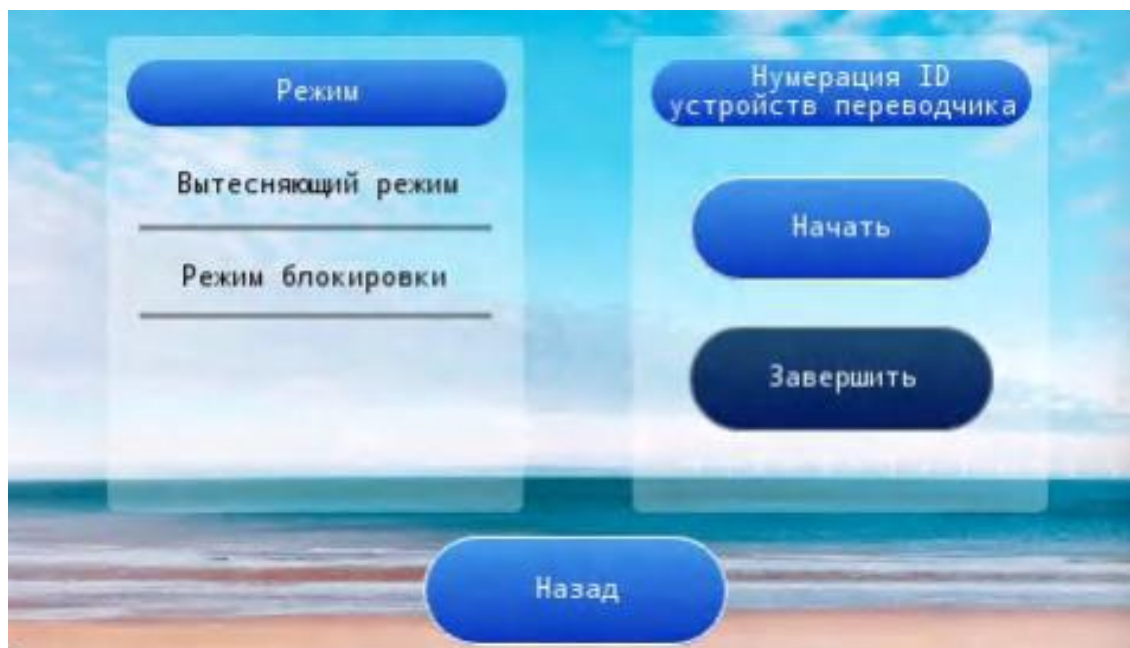 Режим
Вытесняющий режим
Режим блокировки
Нумерация ID
устройств переводчика
Начать
Завершить
Назад